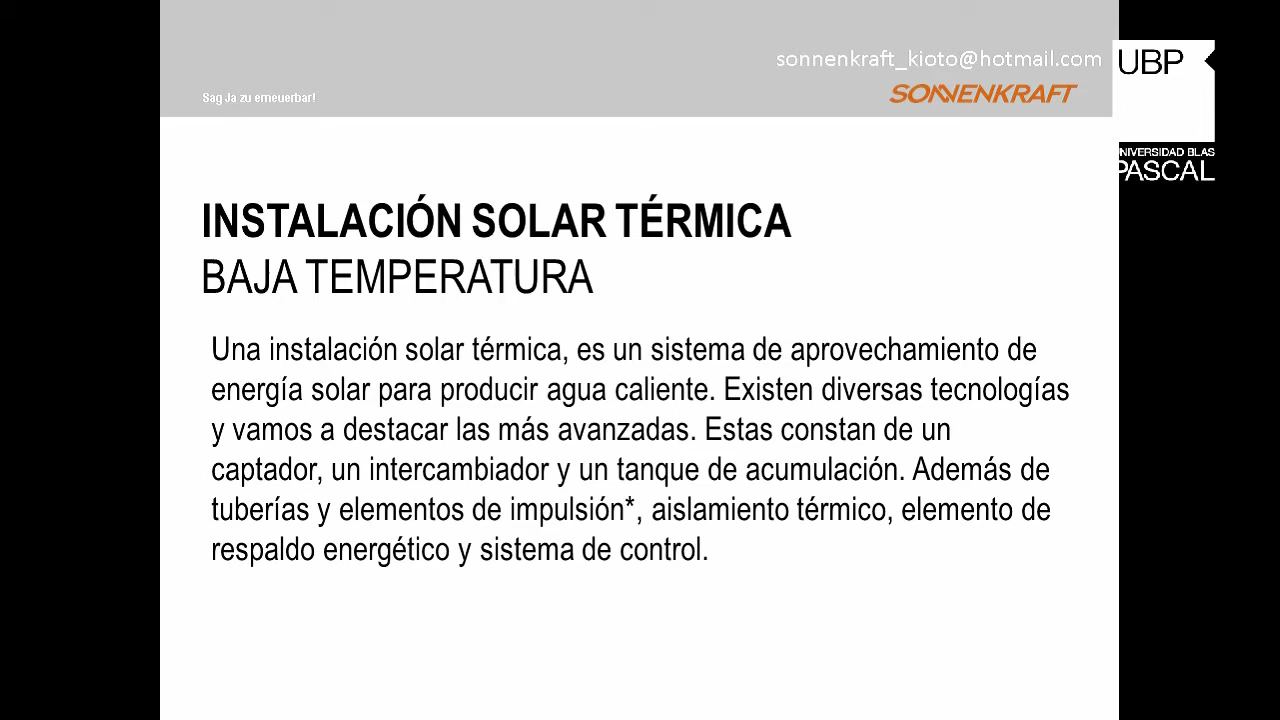 sonnenkraft_kioto@hotmail.com
UBP
Sag Ja zu erneuerbar!
SONNENKRAFT
NIVERSIDAD BLAS
PASCAL
INSTALACIÓN SOLAR TÉRMICA
BAJA TEMPERATURA
Una instalación solar térmica, es un sistema de aprovechamiento de
energía solar para producir agua caliente. Existen diversas tecnologías
y vamos a destacar las más avanzadas. Estas constan de un
captador, un intercambiador y un tanque de acumulación. Además de
tuberías y elementos de impulsión*, aislamiento térmico, elemento de
respaldo energético y sistema de control.